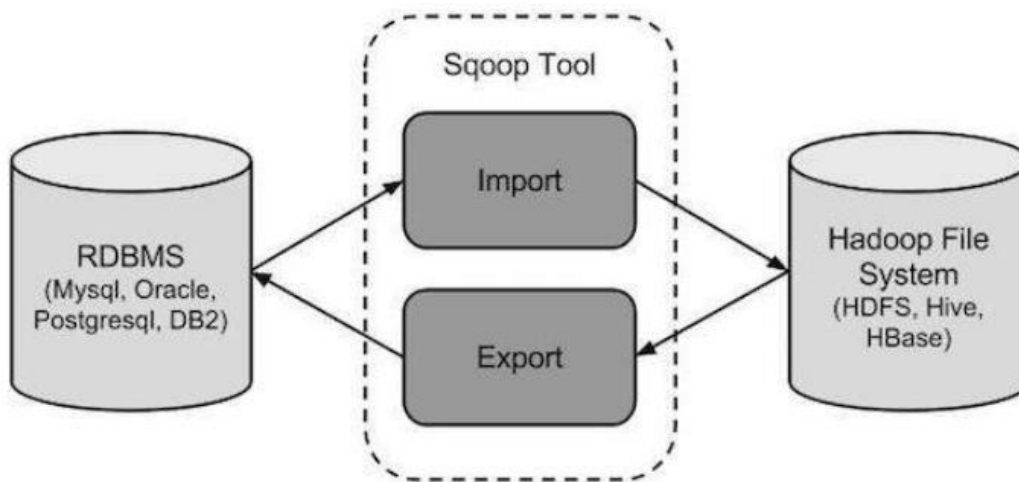 Sqoop Tool
Import
RDBMS
(Mysql, Oracle,
Postgresql, DB2)
Hadoop File
System
(HDFS, Hive,
HBase)
Export